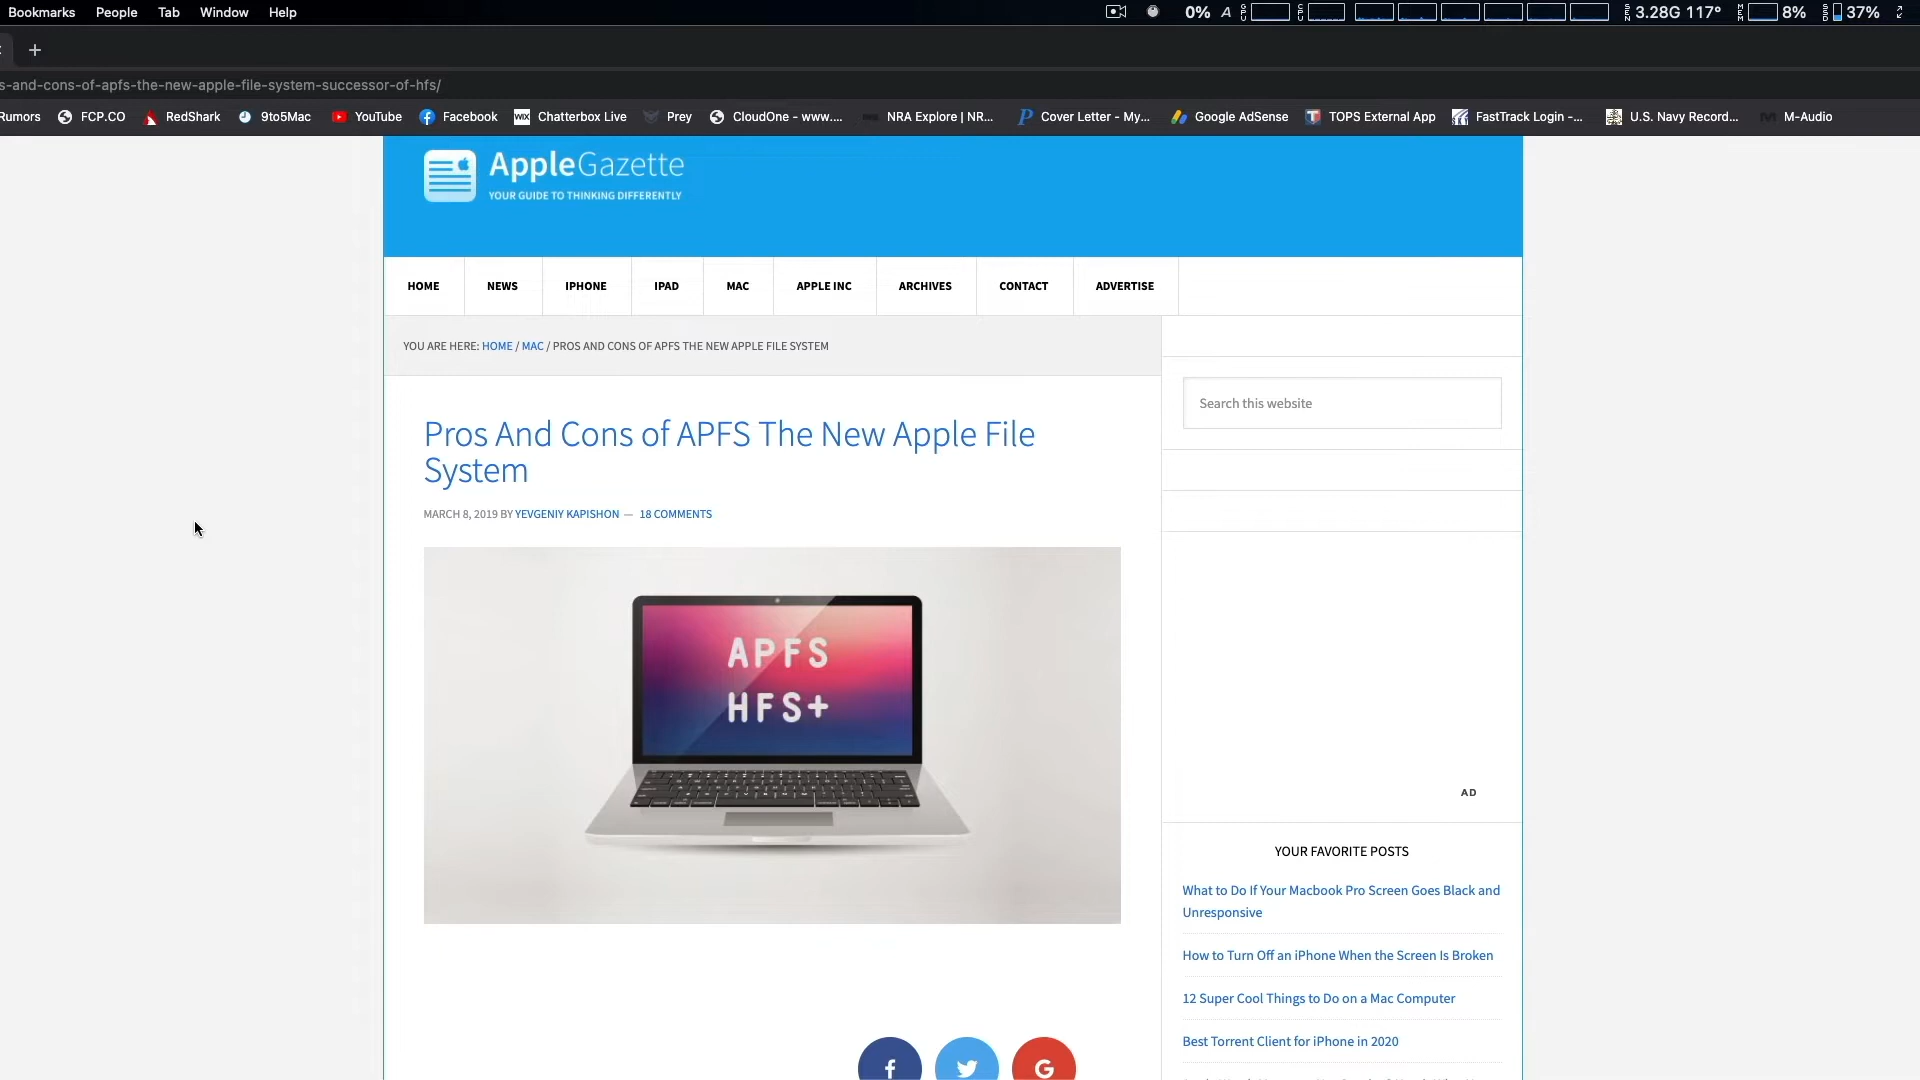 Bookmarks People Tab Window Help
0% A 3.28G 117° 8% 37%
s-and-cons-of-apfs-the-new-apple-file-system-successor-of-hfs/
Rumors FCP.CO RedShark 9to5Mac YouTube Facebook WIX Chatterbox Live Prey CloudOne - www.... NRA Explore | NR... Cover Letter - My... Google AdSense TOPS External App FastTrack Login -... U.S. Navy Record... M-Audio
AppleGazette
YOUR GUIDE TO THINKING DIFFERENTLY
HOME NEWS IPHONE IPAD MAC APPLE INC ARCHIVES CONTACT ADVERTISE
YOU ARE HERE: HOME / MAC / PROS AND CONS OF APFS THE NEW APPLE FILE SYSTEM
Search this website
Pros And Cons of APFS The New Apple File
System
MARCH 8, 2019 BY YEVGENIY KAPISHON — 18 COMMENTS
APFS
HFS+
AD
YOUR FAVORITE POSTS
What to Do If Your Macbook Pro Screen Goes Black and
Unresponsive
How to Turn Off an iPhone When the Screen Is Broken
12 Super Cool Things to Do on a Mac Computer
Best Torrent Client for iPhone in 2020